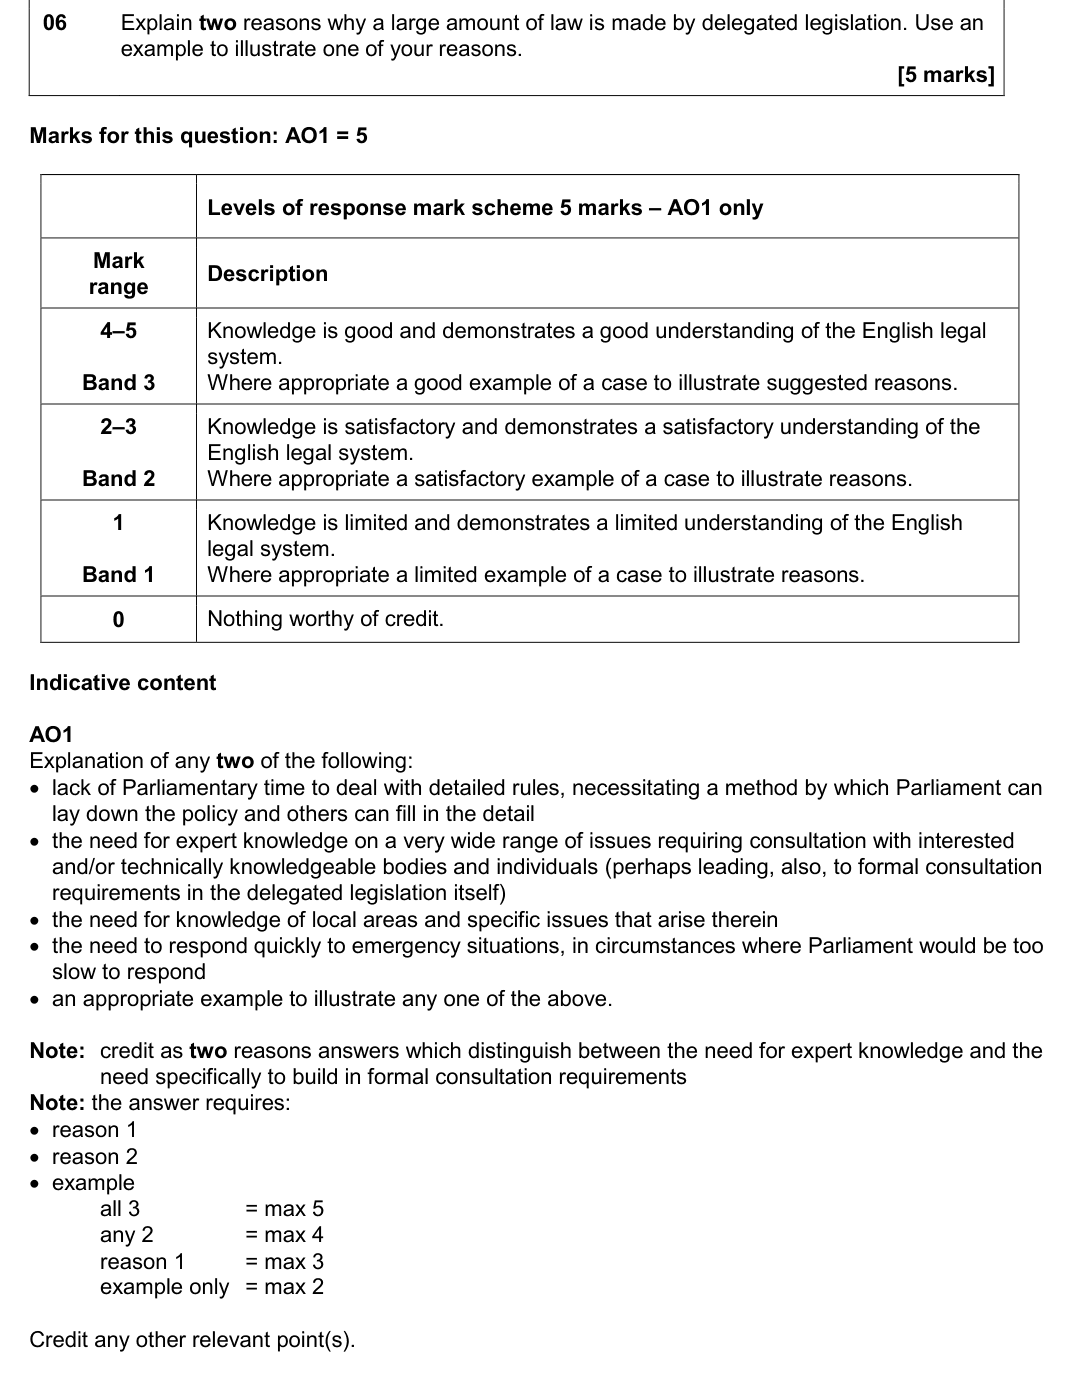 06 Explain two reasons why a large amount of law is made by delegated legislation. Use an
example to illustrate one of your reasons.
[5 marks]
Marks for this question: AO1 = 5
Levels of response mark scheme 5 marks – AO1 only
Mark
range
Description
4–5
Band 3
Knowledge is good and demonstrates a good understanding of the English legal
system.
Where appropriate a good example of a case to illustrate suggested reasons.
2–3
Band 2
Knowledge is satisfactory and demonstrates a satisfactory understanding of the
English legal system.
Where appropriate a satisfactory example of a case to illustrate reasons.
1
Band 1
Knowledge is limited and demonstrates a limited understanding of the English
legal system.
Where appropriate a limited example of a case to illustrate reasons.
0
Nothing worthy of credit.
Indicative content
AO1
Explanation of any two of the following:
• lack of Parliamentary time to deal with detailed rules, necessitating a method by which Parliament can
lay down the policy and others can fill in the detail
• the need for expert knowledge on a very wide range of issues requiring consultation with interested
and/or technically knowledgeable bodies and individuals (perhaps leading, also, to formal consultation
requirements in the delegated legislation itself)
• the need for knowledge of local areas and specific issues that arise therein
• the need to respond quickly to emergency situations, in circumstances where Parliament would be too
slow to respond
• an appropriate example to illustrate any one of the above.
Note: credit as two reasons answers which distinguish between the need for expert knowledge and the
need specifically to build in formal consultation requirements
Note: the answer requires:
• reason 1
• reason 2
• example
all 3 = max 5
any 2 = max 4
reason 1 = max 3
example only = max 2
Credit any other relevant point(s).